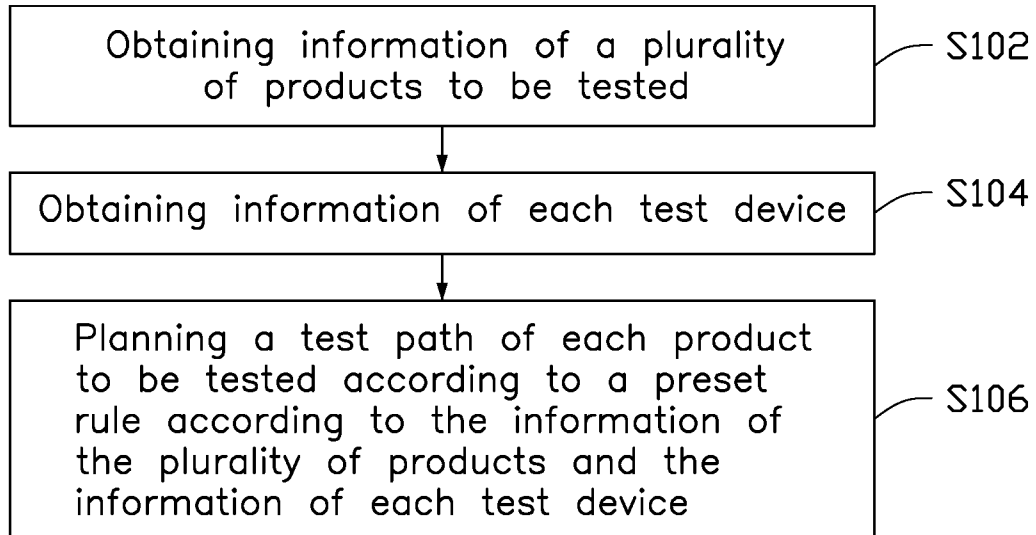 Obtaining information of a plurality
of products to be tested
S102
Obtaining information of each test device
S104
Planning a test path of each product
to be tested according to a preset
rule according to the information of
the plurality of products and the
information of each test device
S106